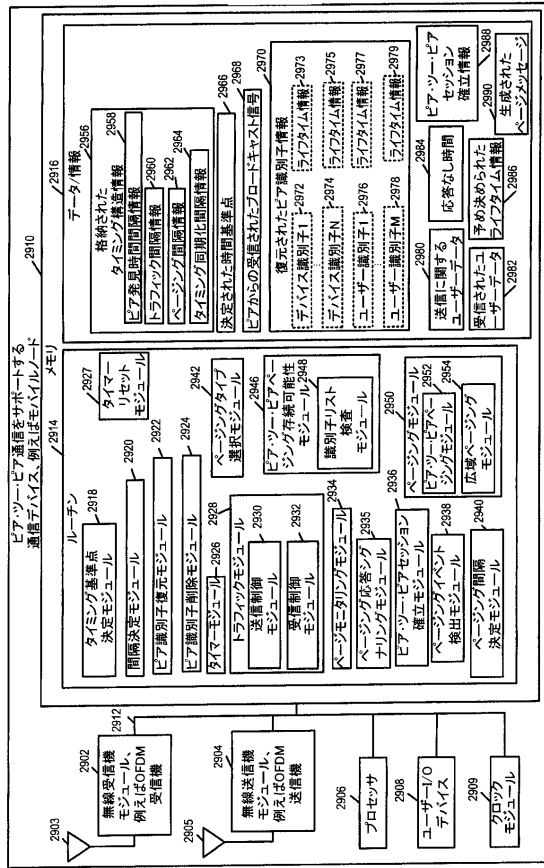 ピア・ツー・ピア通信をサポートする
通信デバイス、例えばモバイルノード
2910
2903
2902
無線受信機
モジュール、
例えばOFDM
受信機
2912
2905
2904
無線送信機
モジュール、
例えばOFDM
送信機
2906
プロセッサ
2908
ユーザーI/O
デバイス
2909
クロック
モジュール
メモリ
2914
ルーチン
2918
タイミング基準点
決定モジュール
2920
間隔決定モジュール
2922
ピア識別子復元モジュール
2924
ピア識別子削除モジュール
2926
タイマーモジュール
2928
トラフィックモジュール
2930
送信制御
モジュール
2932
受信制御
モジュール
2934
ページモニタリングモジュール
2935
ページング応答シグ
ナリングモジュール
2936
ピア・ツー・ピアセッション
確立モジュール
2938
ページングイベント
検出モジュール
2940
ページング間隔
決定モジュール
2927
タイマー
リセット
モジュール
2942
ページングタイプ
選択モジュール
2946
ピア・ツー・ピアペー
ジング存続可能性
モジュール
2948
識別子リスト
検査
モジュール
2950
ページングモジュール
2952
ピア・ツー・ピアペー
ジングモジュール
2954
広域ページング
モジュール
2916
データ/情報
2956
格納された
タイミング構造情報
2958
ピア発見時間間隔情報
2960
トラフィック間隔情報
2962
ページング間隔情報
2964
タイミング同期化間隔情報
2966
決定された時間基準点
2968
ピアからの受信されたブロードキャスト信号
2970
復元されたピア識別子情報
2972
デバイス識別子1
2973
ライフタイム情報
2974
デバイス識別子N
2975
ライフタイム情報
2976
ユーザー識別子1
2977
ライフタイム情報
2978
ユーザー識別子M
2979
ライフタイム情報
2980
送信に関する
ユーザーデータ
2982
受信されたユ
ーザーデータ
2984
応答なし時間
2986
予め決められた
ライフタイム情報
2988
ピア・ツー・ピア
セッション
確立情報
2990
生成された
ページメッセージ